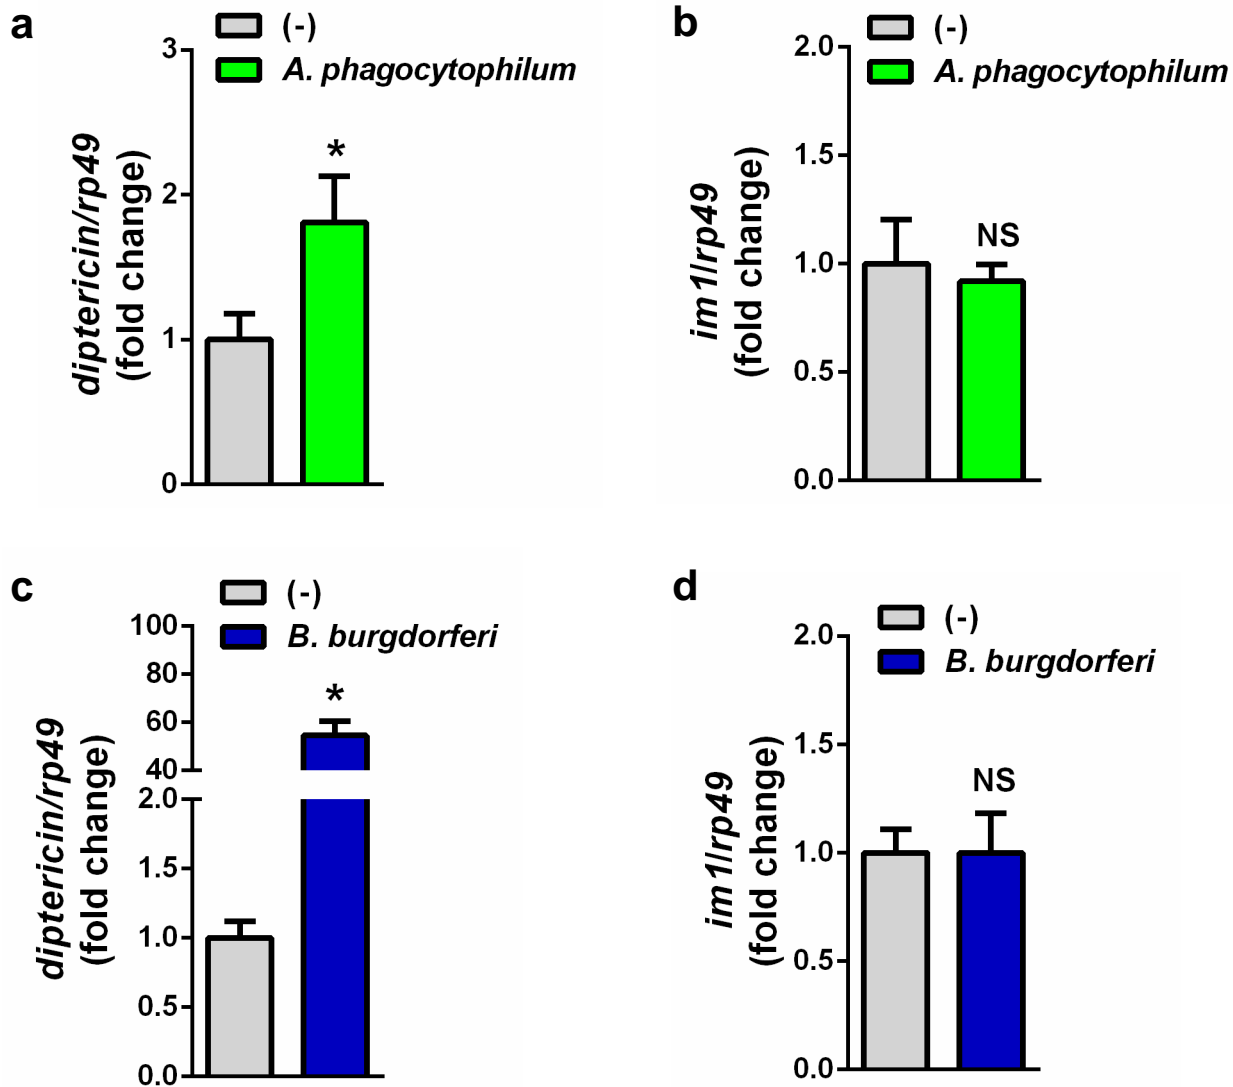 a
(-)
A. phagocytophilum
3
2
1
0
diptericin/rp49
(fold change)
*
b
(-)
A. phagocytophilum
2.0
1.5
1.0
0.5
0.0
im1/rp49
(fold change)
NS
c
(-)
B. burgdorferi
100
80
60
40
2.0
1.5
1.0
0.5
0.0
diptericin/rp49
(fold change)
*
d
(-)
B. burgdorferi
2.0
1.5
1.0
0.5
0.0
im1/rp49
(fold change)
NS